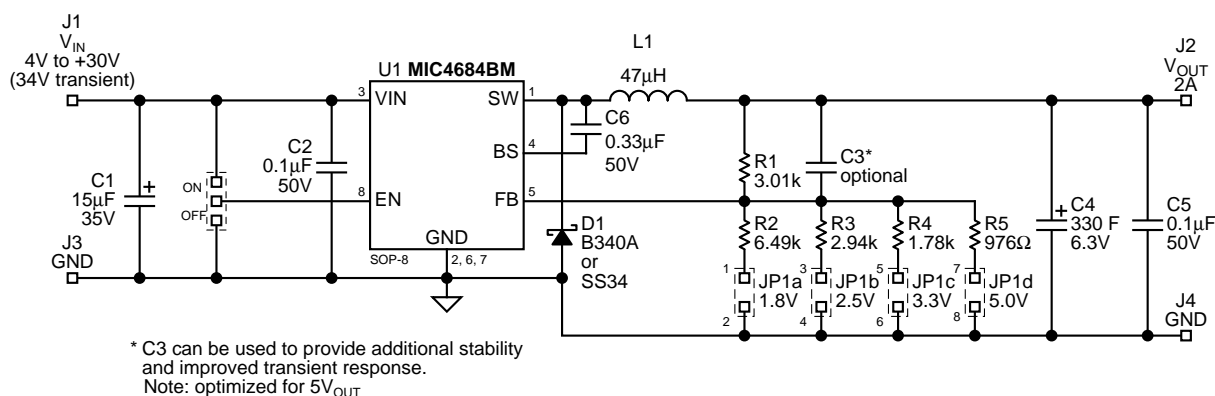 J1
VIN
4V to +30V
(34V transient)
U1 MIC4684BM
3
VIN
SW
1
BS
4
8
EN
FB
5
GND
SOP-8
2, 6, 7
L1
47µH
J2
VOUT
2A
C1
15µF
35V
+
ON
OFF
C2
0.1µF
50V
C6
0.33µF
50V
D1
B340A
or
SS34
R1
3.01k
C3*
optional
R2
6.49k
R3
2.94k
R4
1.78k
R5
976Ω
1
JP1a
1.8V
2
3
JP1b
2.5V
4
5
JP1c
3.3V
6
7
JP1d
5.0V
8
+
C4
330 F
6.3V
C5
0.1µF
50V
J3
GND
J4
GND
* C3 can be used to provide additional stability
and improved transient response.
Note: optimized for 5VOUT